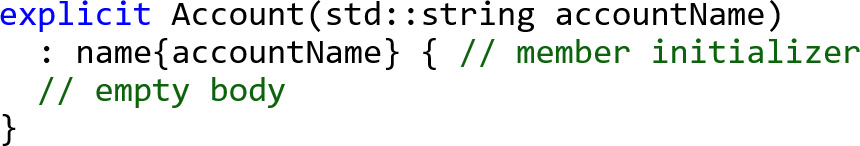 explicit Account(std::string accountName)
  : name{accountName} { // member initializer
  // empty body
}